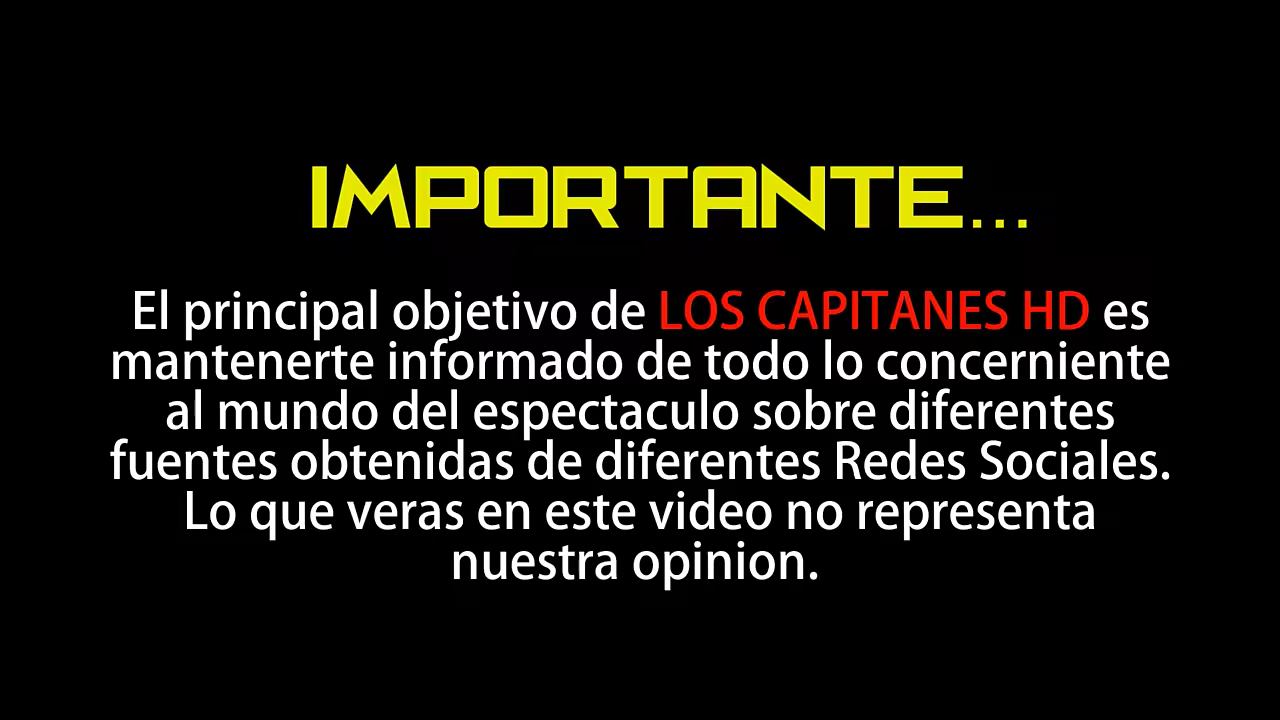 IMPORTANTE...
El principal objetivo de LOS CAPITANES HD es
mantenerte informado de todo lo concerniente
al mundo del espectaculo sobre diferentes
fuentes obtenidas de diferentes Redes Sociales.
Lo que veras en este video no representa
nuestra opinion.